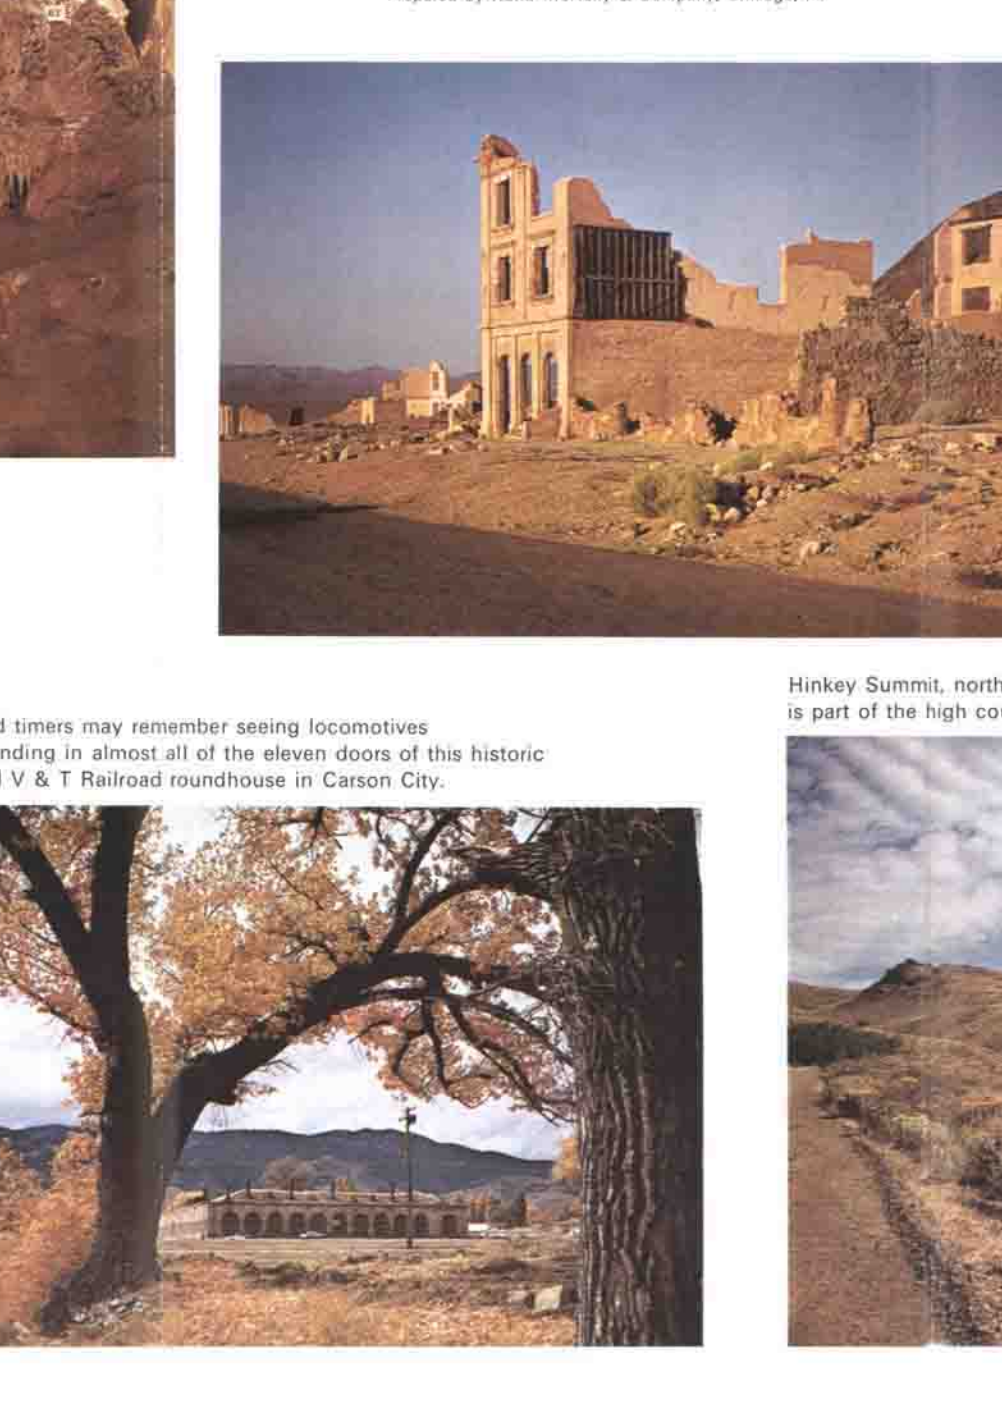 Hinkey Summit, north
is part of the high cou
d timers may remember seeing locomotives
nding in almost all of the eleven doors of this historic
V & T Railroad roundhouse in Carson City.